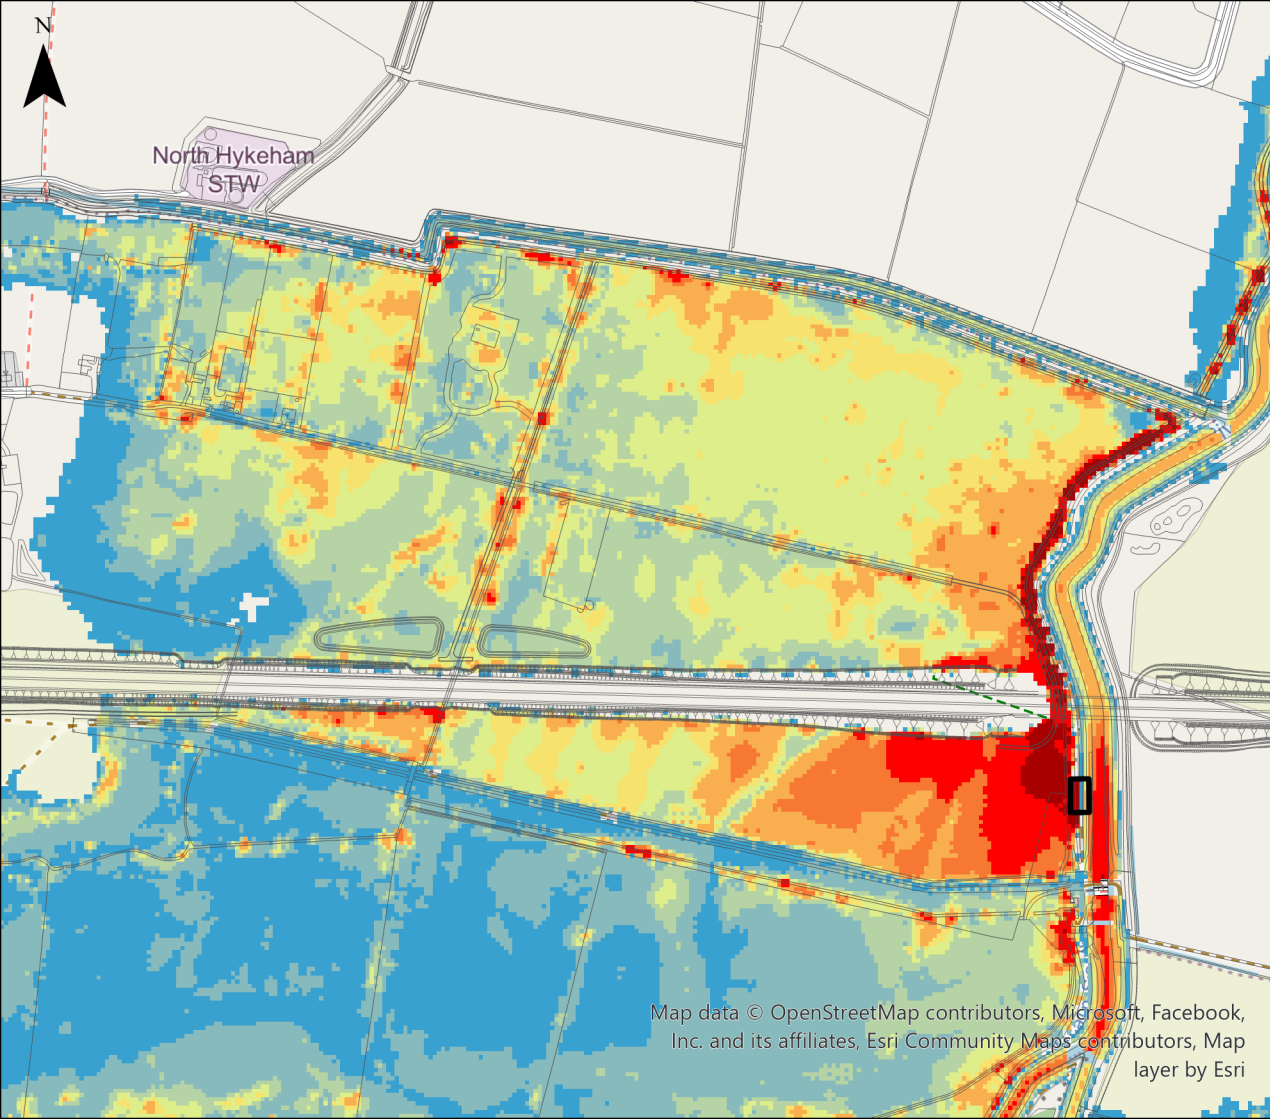 N
North Hykeham
STW
Map data © OpenStreetMap contributors, Microsoft, Facebook,
Inc. and its affiliates, Esri Community Maps contributors, Map
layer by Esri